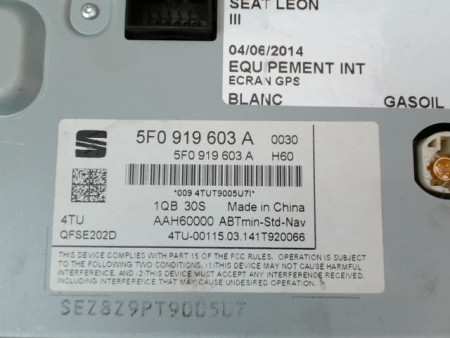 SEAT LEON
III
04/06/2014
EQUIPEMENT INT
ECRAN GPS
BLANC GASOIL
5F0 919 603 A 0030
5F0 919 603 A H60
*009 4TUT9005U7I*
1QB 30S Made in China
4TU AAH60000 ABTmin-Std-Nav
QFSE202D 4TU-00115.03.141T920066
THIS DEVICE COMPLIES WITH PART 15 OF THE FCC RULES. OPERATION IS SUBJECT
TO THE FOLLOWING TWO CONDITIONS, (1)THIS DEVICE MAY NOT CAUSE
HARMFUL INTERFERENCE, AND (2)THIS DEVICE MUST ACCEPT ANY
INTERFERENCE RECEIVED, INCLUDING
INTERFERENCE THAT MAY CAUSE UNDESIRED OPERATION.
SEZ8Z9PT9005U7